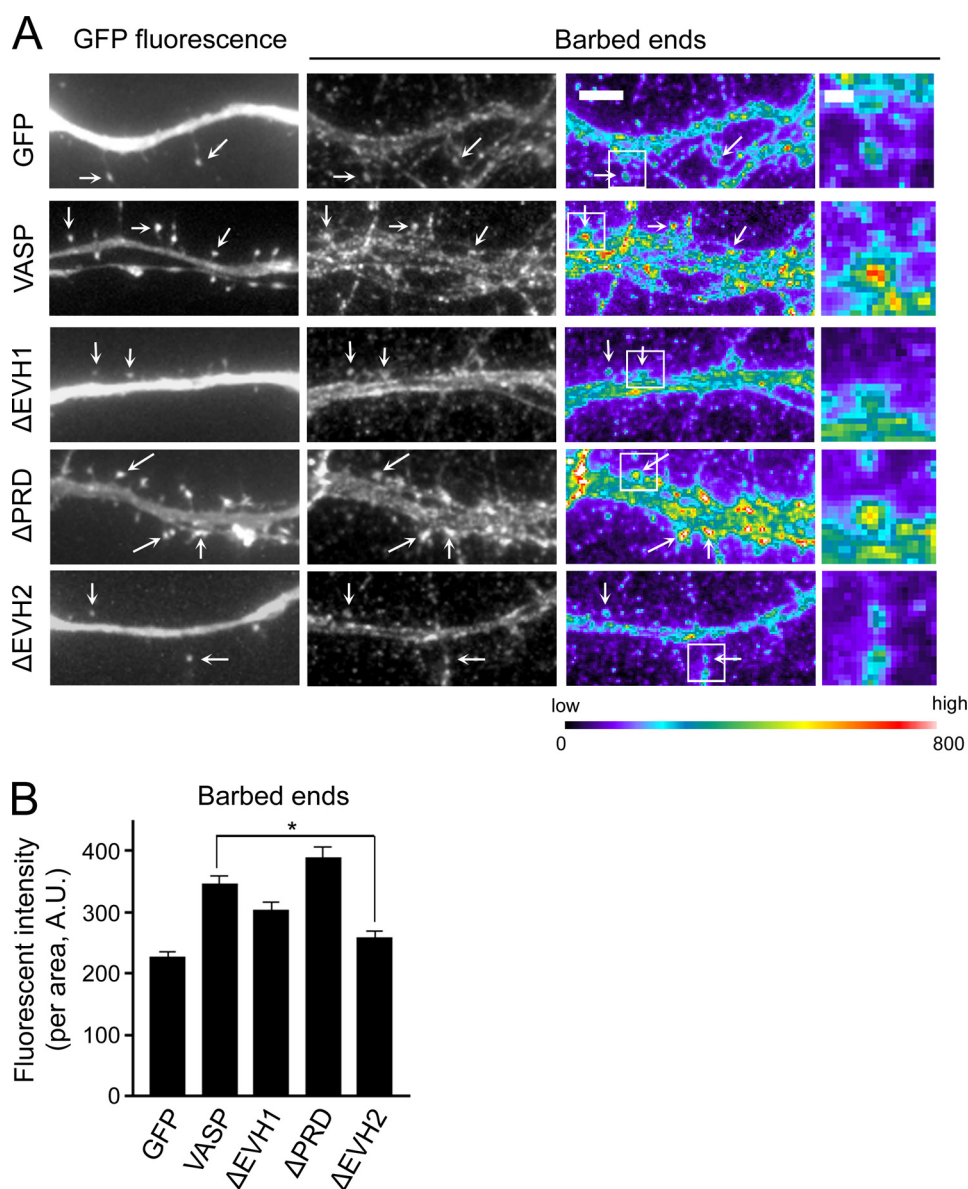 A
GFP fluorescence
Barbed ends
GFP
VASP
ΔEVH1
ΔPRD
ΔEVH2
low
high
0
800
B
Barbed ends
*
Fluorescent intensity
(per area, A.U.)
400
300
200
100
0
GFP
VASP
ΔEVH1
ΔPRD
ΔEVH2